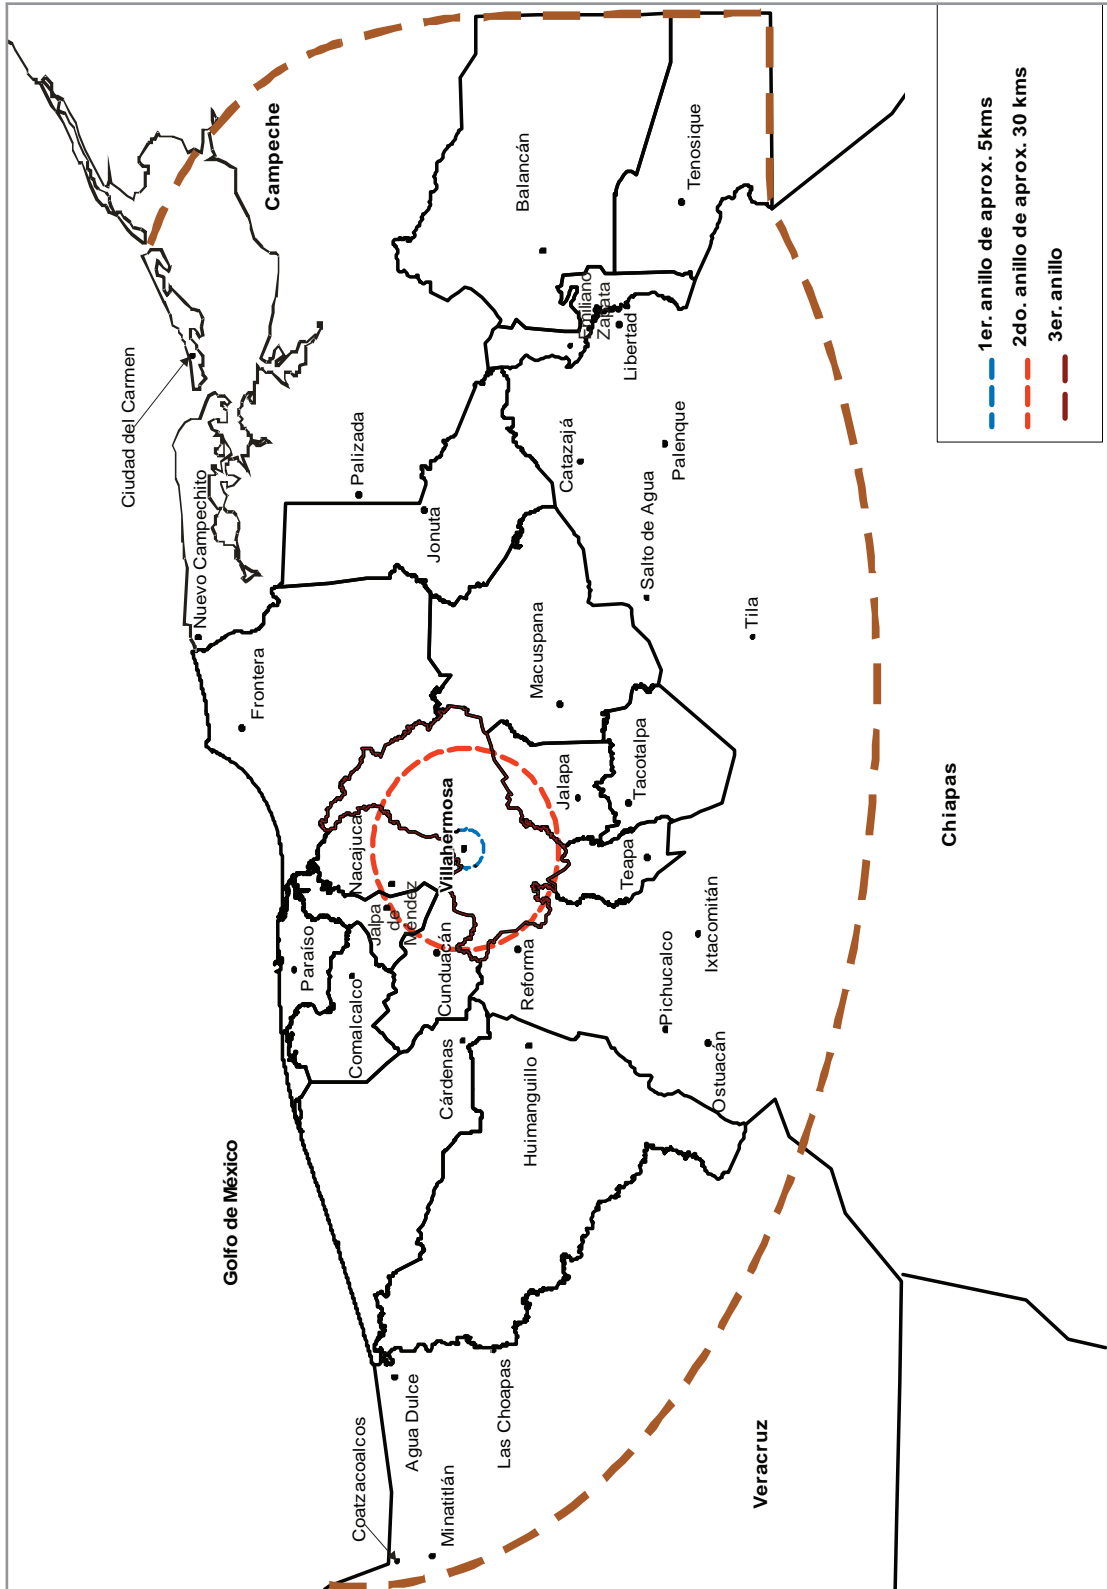 Golfo de México
Campeche
Ciudad del Carmen
Nuevo Campechito
Frontera
Palizada
Jonuta
Balancán
Tenosique
Emiliano
Zapata
Libertad
Catazajá
Palenque
Salto de Agua
Tila
Macuspana
Jalapa
Tacotalpa
Teapa
Villahermosa
Nacajuca
Jalpa
de
Méndez
Paraíso
Comalcalco
Cunduacán
Cárdenas
Reforma
Huimanguillo
Pichucalco
Ixtacomitán
Ostuacán
Coatzacoalcos
Agua Dulce
Minatitlán
Las Choapas
Veracruz
Chiapas
1er. anillo de aprox. 5kms
2do. anillo de aprox. 30 kms
3er. anillo